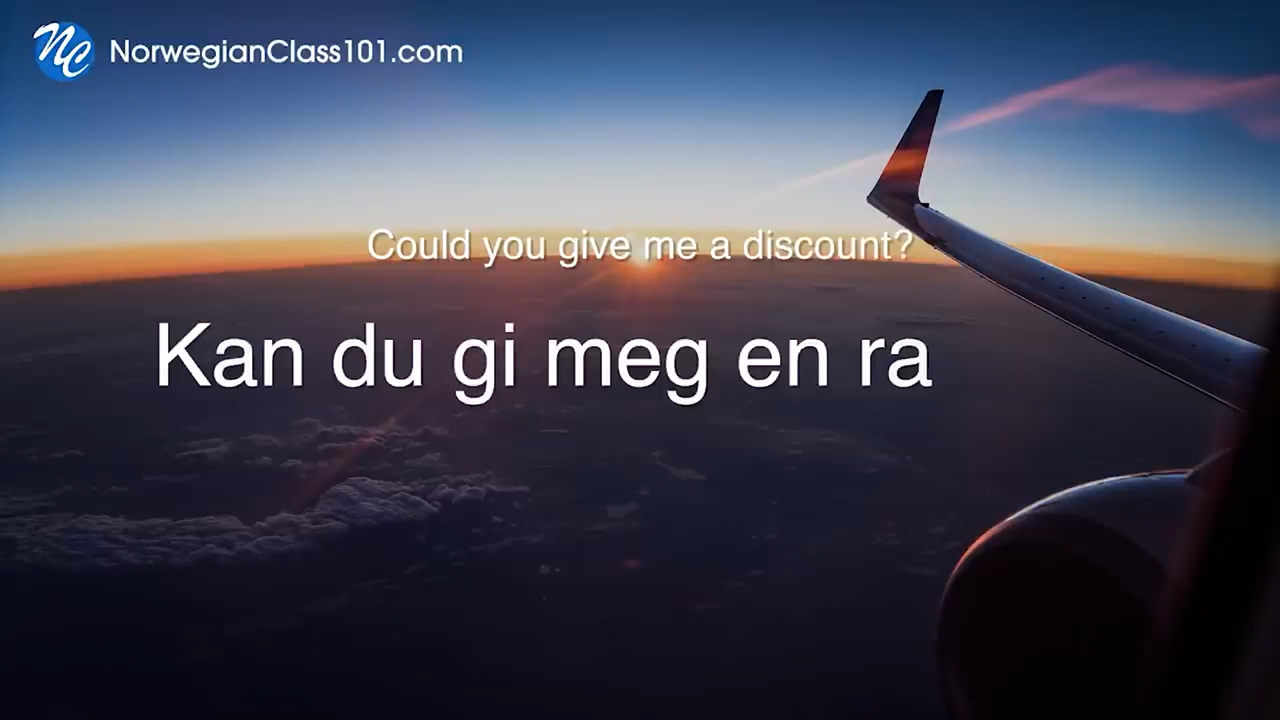 NorwegianClass101.com
Could you give me a discount?
Kan du gi meg en ra